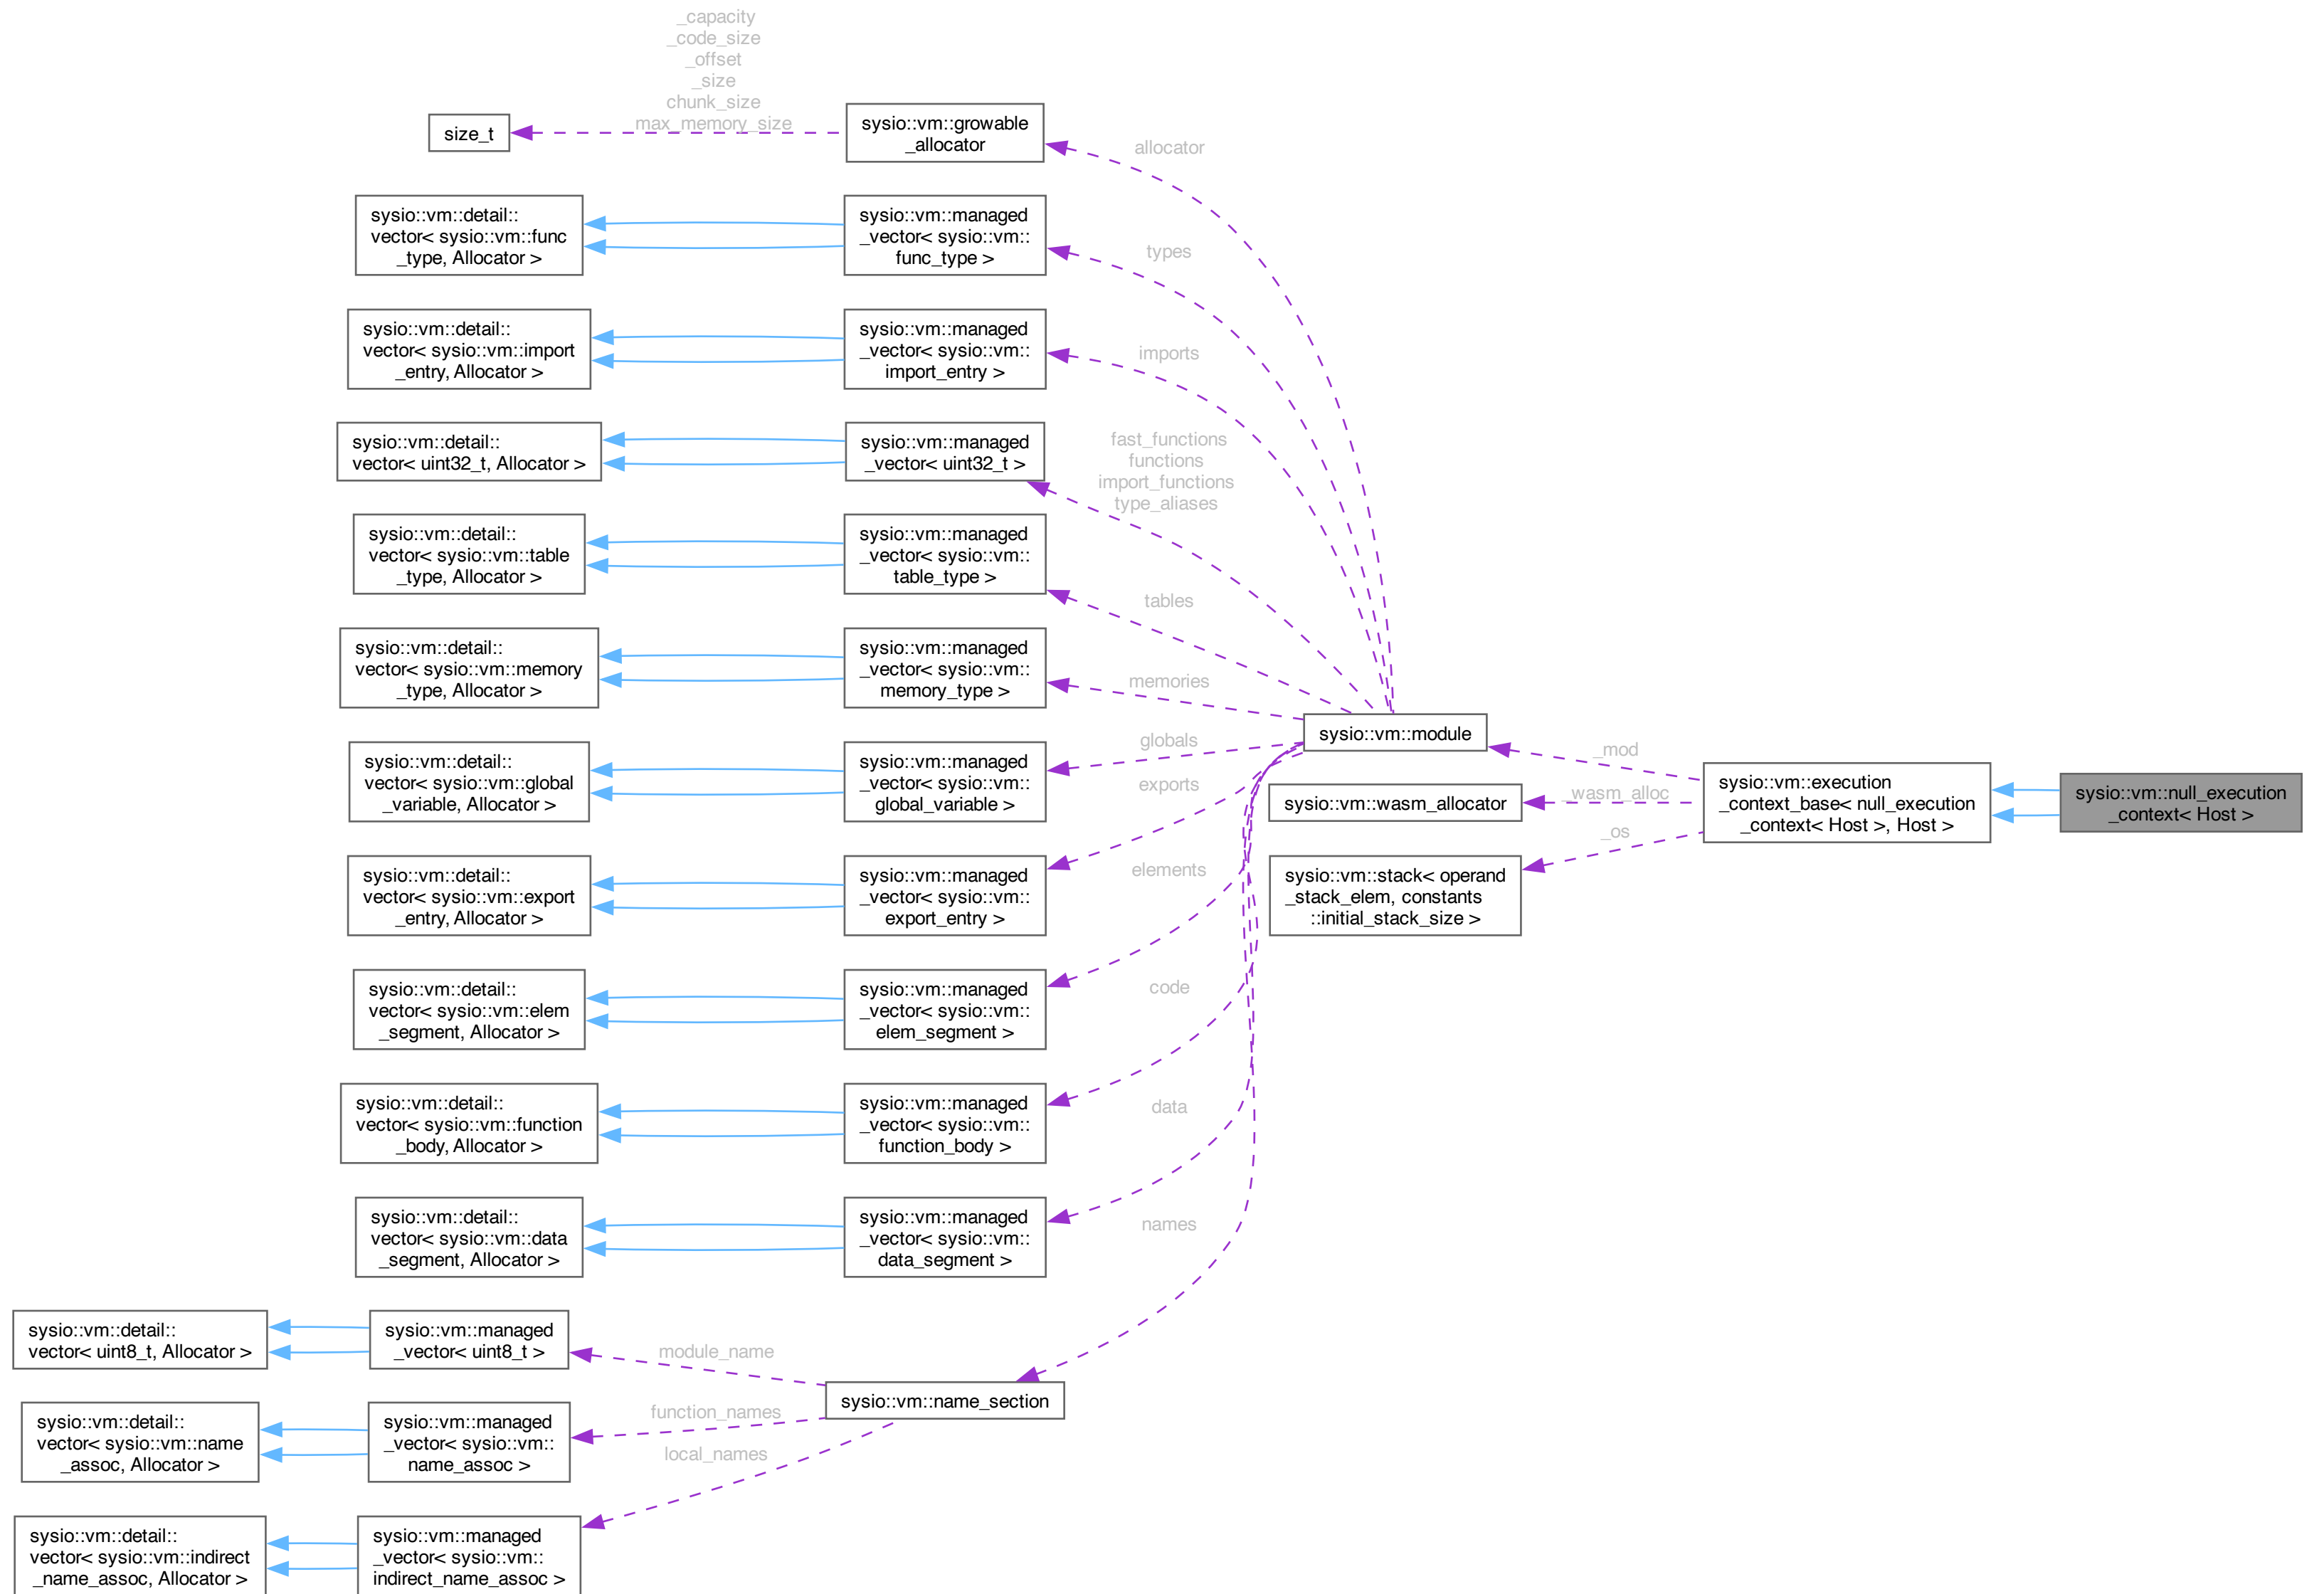 _capacity
_code_size
_offset
_size
chunk_size
max_memory_size
size_t
sysio::vm::growable
_allocator
allocator
sysio::vm::detail::
vector< sysio::vm::func
_type, Allocator >
sysio::vm::managed
_vector< sysio::vm::
func_type >
types
sysio::vm::detail::
vector< sysio::vm::import
_entry, Allocator >
sysio::vm::managed
_vector< sysio::vm::
import_entry >
imports
sysio::vm::detail::
vector< uint32_t, Allocator >
sysio::vm::managed
_vector< uint32_t >
fast_functions
functions
import_functions
type_aliases
sysio::vm::detail::
vector< sysio::vm::table
_type, Allocator >
sysio::vm::managed
_vector< sysio::vm::
table_type >
tables
sysio::vm::detail::
vector< sysio::vm::memory
_type, Allocator >
sysio::vm::managed
_vector< sysio::vm::
memory_type >
memories
sysio::vm::module
_mod
sysio::vm::detail::
vector< sysio::vm::global
_variable, Allocator >
sysio::vm::managed
_vector< sysio::vm::
global_variable >
globals
exports
sysio::vm::wasm_allocator
_wasm_alloc
sysio::vm::execution
_context_base< null_execution
_context< Host >, Host >
sysio::vm::null_execution
_context< Host >
_os
sysio::vm::detail::
vector< sysio::vm::export
_entry, Allocator >
sysio::vm::managed
_vector< sysio::vm::
export_entry >
elements
sysio::vm::stack< operand
_stack_elem, constants
::initial_stack_size >
sysio::vm::detail::
vector< sysio::vm::elem
_segment, Allocator >
sysio::vm::managed
_vector< sysio::vm::
elem_segment >
code
sysio::vm::detail::
vector< sysio::vm::function
_body, Allocator >
sysio::vm::managed
_vector< sysio::vm::
function_body >
data
sysio::vm::detail::
vector< sysio::vm::data
_segment, Allocator >
sysio::vm::managed
_vector< sysio::vm::
data_segment >
names
sysio::vm::detail::
vector< uint8_t, Allocator >
sysio::vm::managed
_vector< uint8_t >
module_name
sysio::vm::name_section
sysio::vm::detail::
vector< sysio::vm::name
_assoc, Allocator >
sysio::vm::managed
_vector< sysio::vm::
name_assoc >
function_names
local_names
sysio::vm::detail::
vector< sysio::vm::indirect
_name_assoc, Allocator >
sysio::vm::managed
_vector< sysio::vm::
indirect_name_assoc >